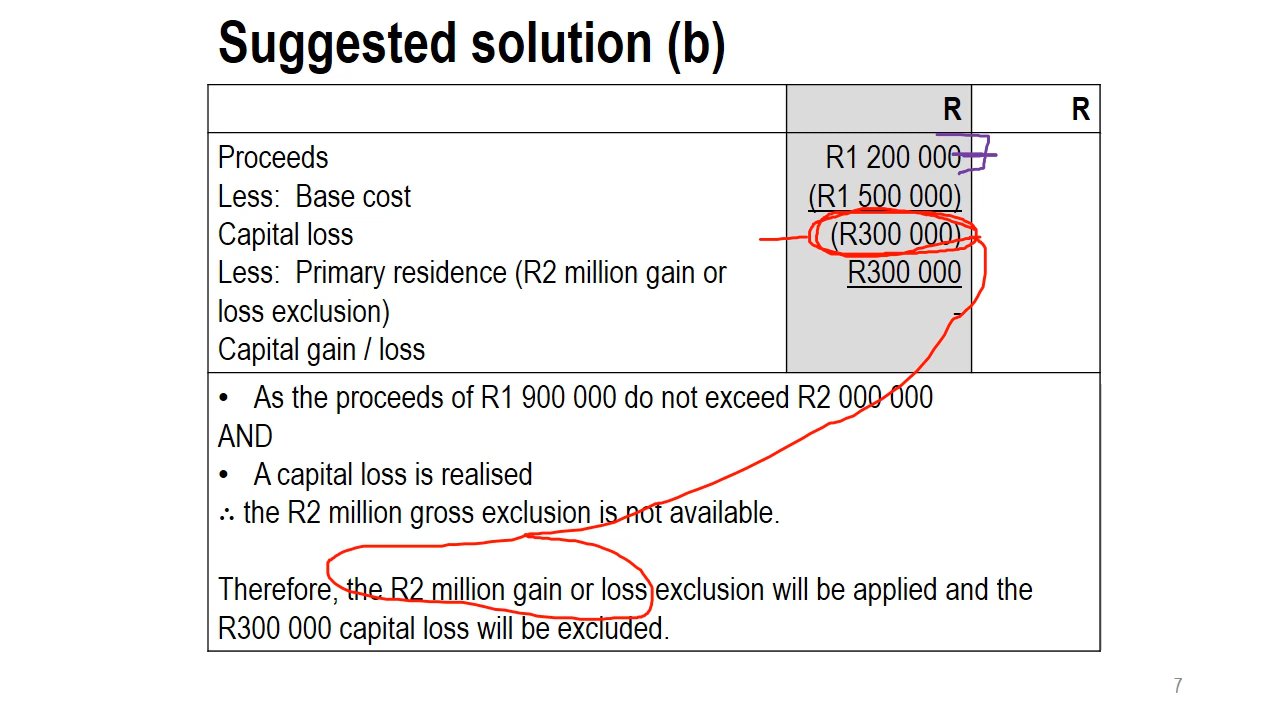 Suggested solution (b)
R R
Proceeds R1 200 000
Less: Base cost (R1 500 000)
Capital loss (R300 000)
Less: Primary residence (R2 million gain or R300 000
loss exclusion) -
Capital gain / loss
• As the proceeds of R1 900 000 do not exceed R2 000 000
AND
• A capital loss is realised
∴ the R2 million gross exclusion is not available.
Therefore, the R2 million gain or loss exclusion will be applied and the
R300 000 capital loss will be excluded.
7